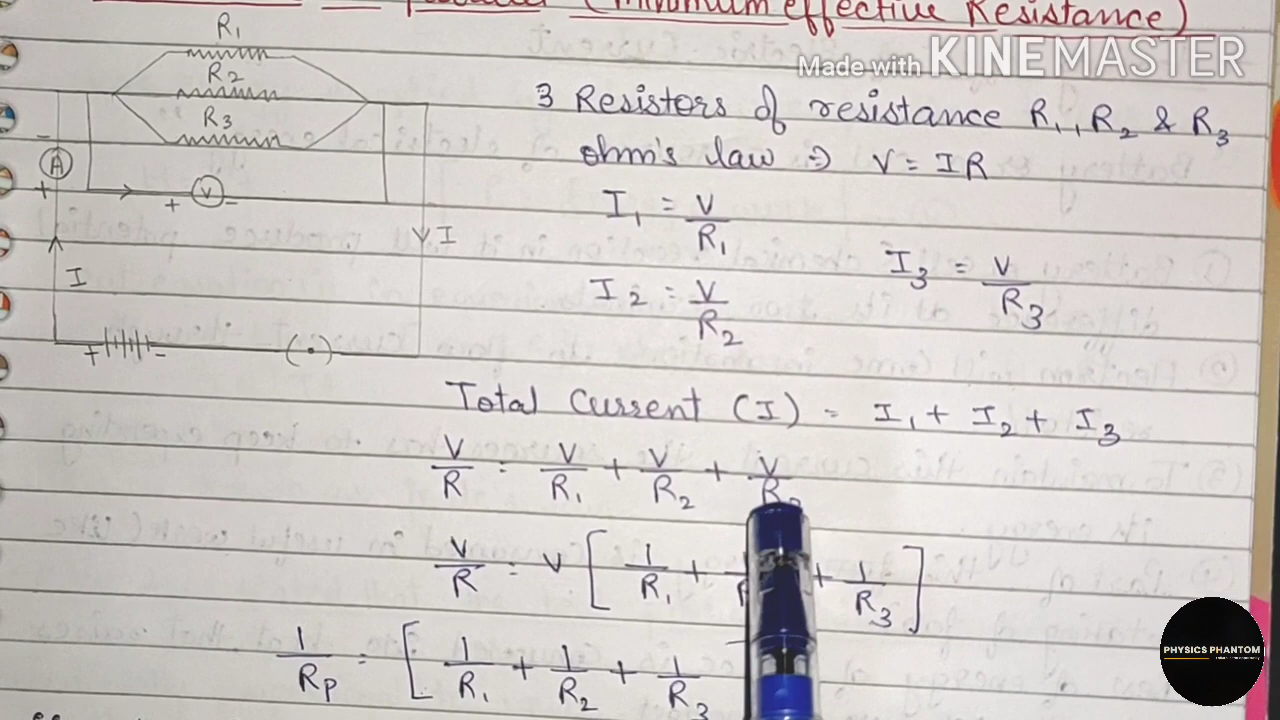 (Minimum effective Resistance)
Made with KINEMASTER
R1
R2
R3
3 Resistors of resistance R1, R2 & R3
ohm's law => V = IR
I1 = V/R1
I2 = V/R2
I3 = V/R3
- A +
+ V -
I
I
+ -
(.)
Total Current (I) = I1 + I2 + I3
V/R = V/R1 + V/R2 + V/R
V/R = V [ 1/R1 + + 1/R3 ]
1/Rp = [ 1/R1 + 1/R2 + 1/R3
PHYSICS PHANTOM